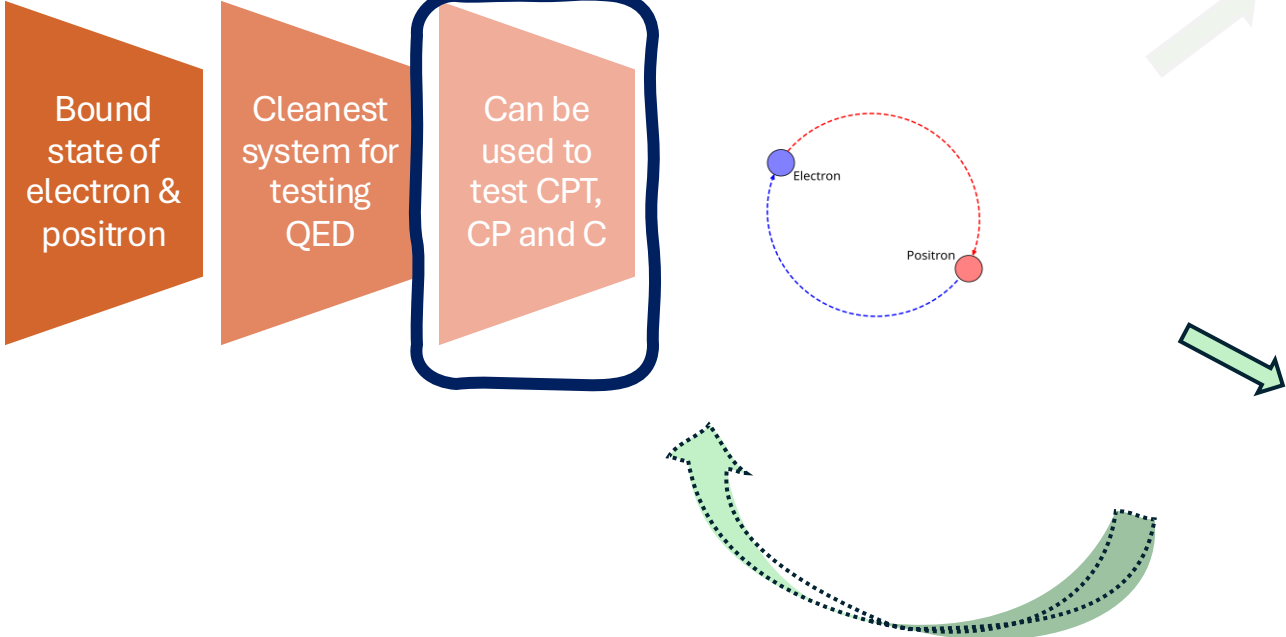 Bound
state of
electron &
positron
Cleanest
system for
testing
QED
Can be
used to
test CPT,
CP and C
Electron
Positron